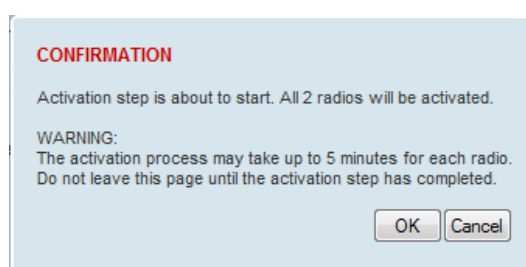 CONFIRMATION
Activation step is about to start. All 2 radios will be activated.
WARNING:
The activation process may take up to 5 minutes for each radio.
Do not leave this page until the activation step has completed.
OK Cancel